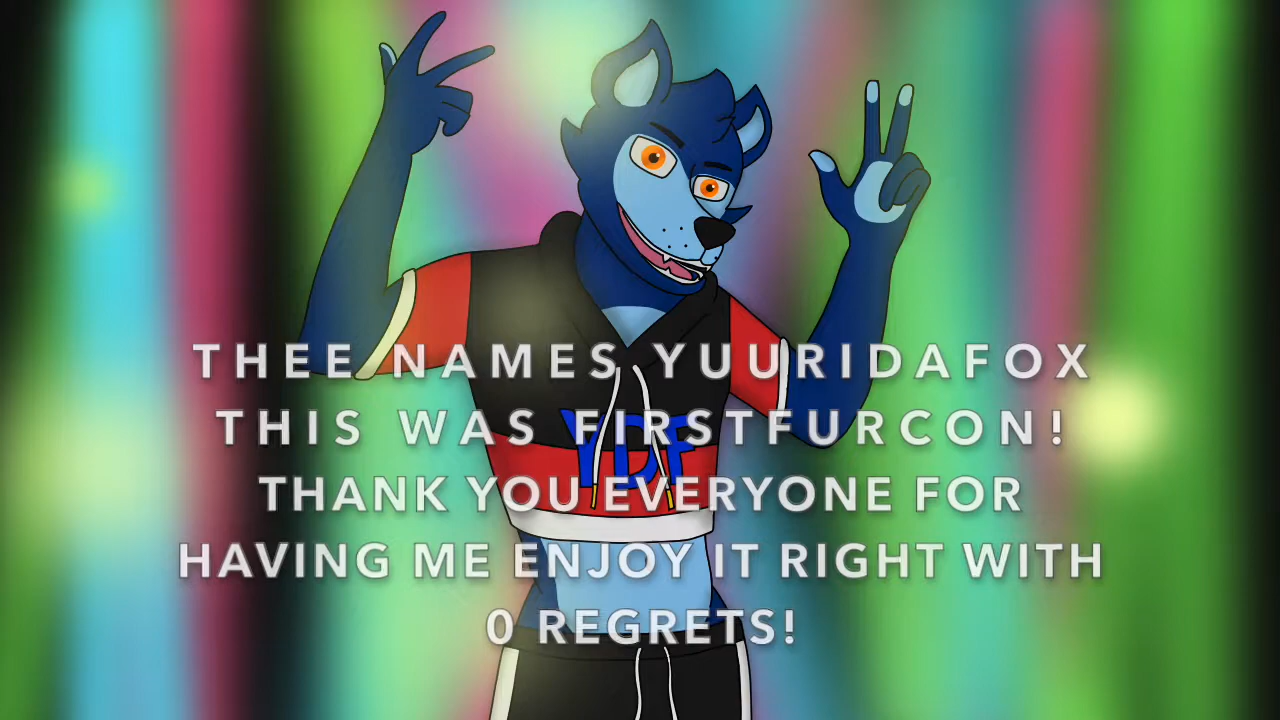 THEE NAMES YUURIDAFOX
THIS WAS FIRSTFURCON!
YDF
THANK YOU EVERYONE FOR
HAVING ME ENJOY IT RIGHT WITH
0 REGRETS!